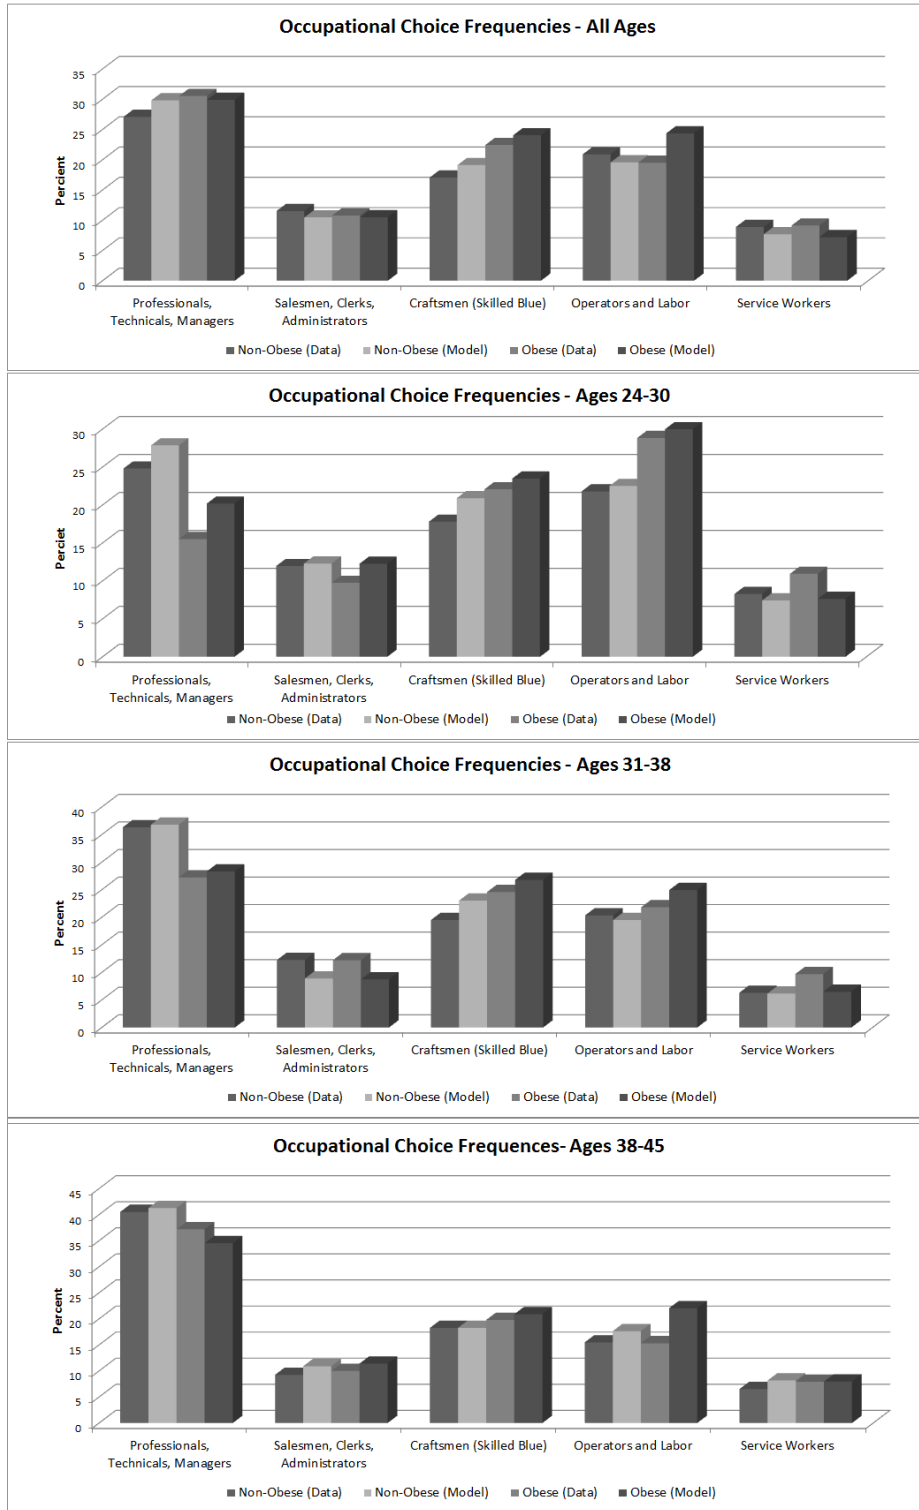 Occupational Choice Frequencies - All Ages
35
30
25
20
15
10
5
0
Percient
Professionals,
Technicals, Managers
Salesmen, Clerks,
Administrators
Craftsmen (Skilled Blue)
Operators and Labor
Service Workers
Non-Obese (Data) Non-Obese (Model) Obese (Data) Obese (Model)
Occupational Choice Frequencies - Ages 24-30
30
25
20
15
10
5
0
Perciet
Professionals,
Technicals, Managers
Salesmen, Clerks,
Administrators
Craftsmen (Skilled Blue)
Operators and Labor
Service Workers
Non-Obese (Data) Non-Obese (Model) Obese (Data) Obese (Model)
Occupational Choice Frequencies - Ages 31-38
40
35
30
25
20
15
10
5
0
Percent
Professionals,
Technicals, Managers
Salesmen, Clerks,
Administrators
Craftsmen (Skilled Blue)
Operators and Labor
Service Workers
Non-Obese (Data) Non-Obese (Model) Obese (Data) Obese (Model)
Occupational Choice Frequences- Ages 38-45
45
40
35
30
25
20
15
10
5
0
Percent
Professionals,
Technicals, Managers
Salesmen, Clerks,
Administrators
Craftsmen (Skilled Blue)
Operators and Labor
Service Workers
Non-Obese (Data) Non-Obese (Model) Obese (Data) Obese (Model)